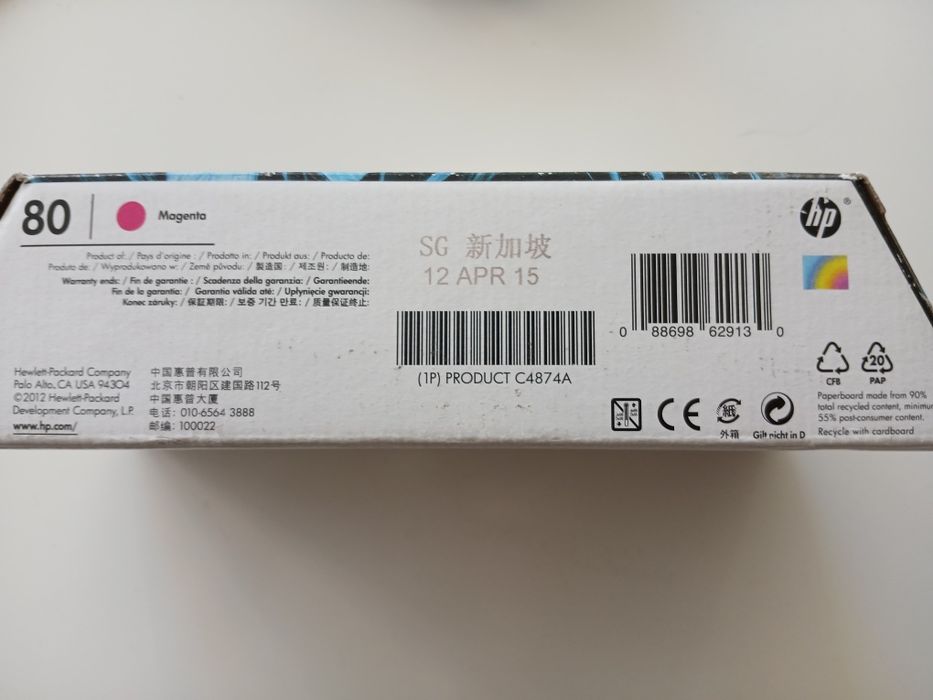 80 Magenta
Product of: / Pays d'origine : / Prodotto in: / Produkt aus: / Producto de:
Produto de: / Wyprodukowano w: / Země původu: / 製造国: / 제조원: / 制造地:
Warranty ends: / Fin de garantie : / Scadenza della garanzia: / Garantieende:
Fin de la garantía: / Garantia válida até: / Upłynięcie gwarancji:
Konec záruky: / 保証期限: / 보증 기간 만료: / 质量保证终止:
SG 新加坡
12 APR 15
(1P) PRODUCT C4874A
hp®
0 88698 62913 0
Hewlett-Packard Company
Palo Alto, CA USA 94304
©2012 Hewlett-Packard
Development Company, L.P.
www.hp.com/
中国惠普有限公司
北京市朝阳区建国路112号
中国惠普大厦
电话: 010-6564 3888
邮编: 100022
CE
紙
外箱
Gilt nicht in D
CFB
20
PAP
Paperboard made from 90%
total recycled content, minimum
55% post-consumer content.
Recycle with cardboard